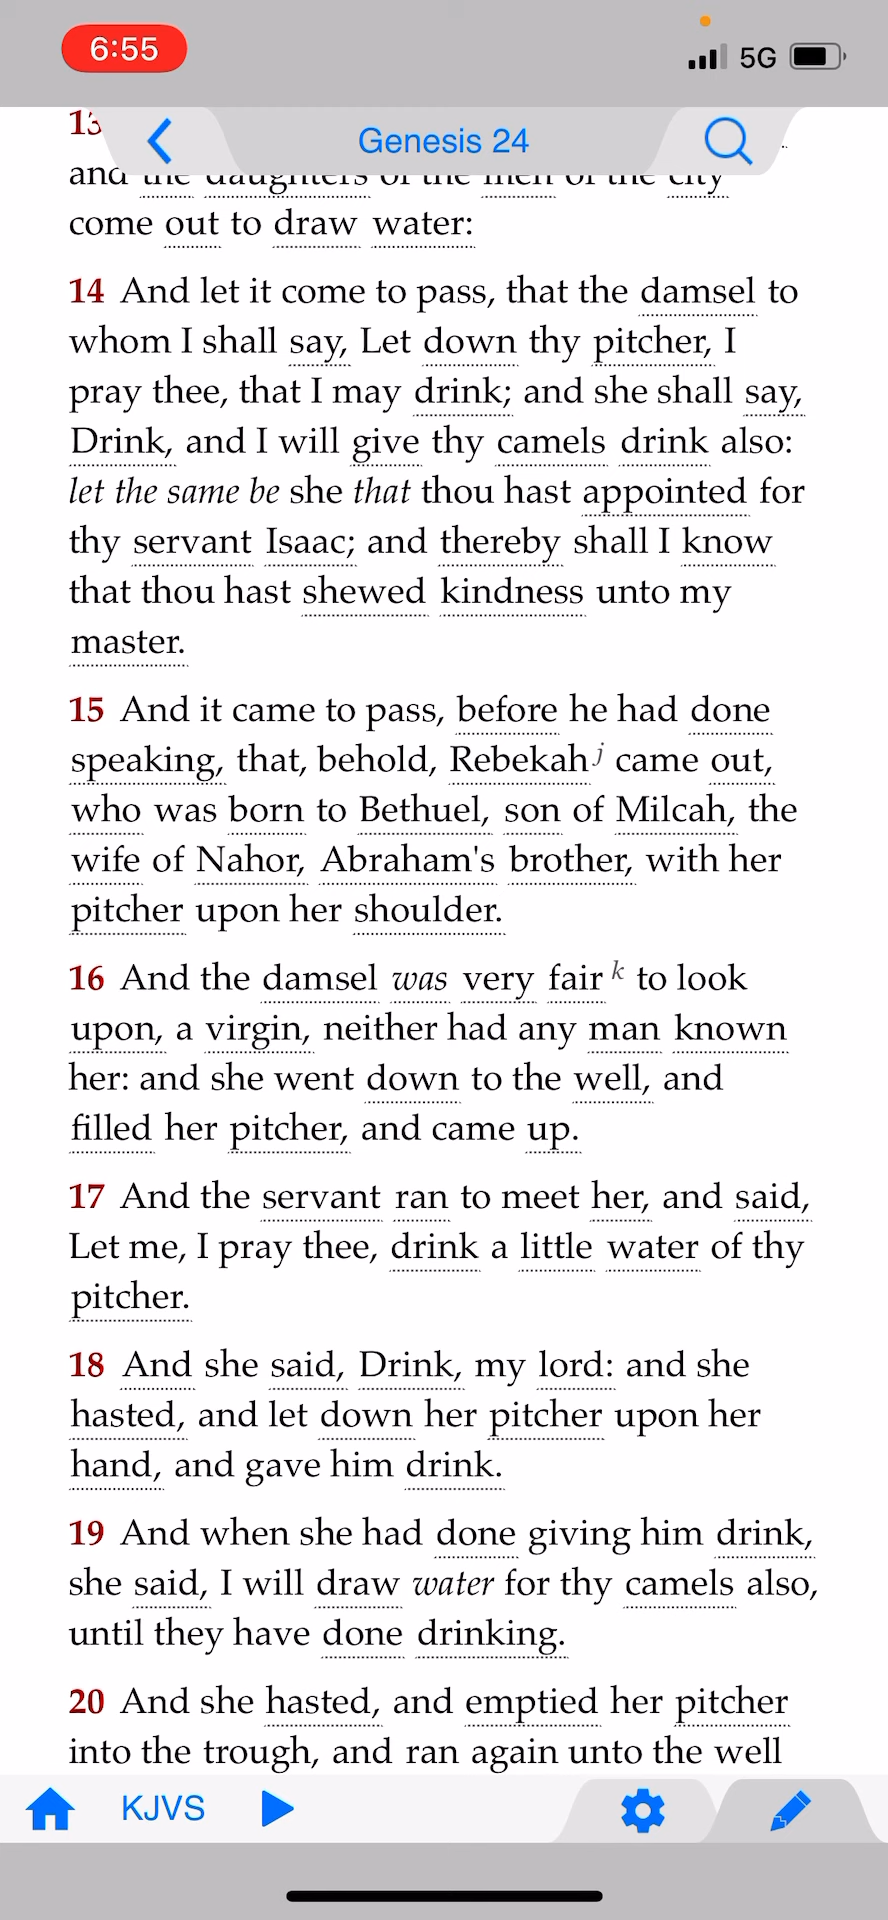 6:55
5G
Genesis 24
13
and the daughters of the men of the city
come out to draw water:
14 And let it come to pass, that the damsel to
whom I shall say, Let down thy pitcher, I
pray thee, that I may drink; and she shall say,
Drink, and I will give thy camels drink also:
let the same be she that thou hast appointed for
thy servant Isaac; and thereby shall I know
that thou hast shewed kindness unto my
master.
15 And it came to pass, before he had done
speaking, that, behold, Rebekah j came out,
who was born to Bethuel, son of Milcah, the
wife of Nahor, Abraham's brother, with her
pitcher upon her shoulder.
16 And the damsel was very fair k to look
upon, a virgin, neither had any man known
her: and she went down to the well, and
filled her pitcher, and came up.
17 And the servant ran to meet her, and said,
Let me, I pray thee, drink a little water of thy
pitcher.
18 And she said, Drink, my lord: and she
hasted, and let down her pitcher upon her
hand, and gave him drink.
19 And when she had done giving him drink,
she said, I will draw water for thy camels also,
until they have done drinking.
20 And she hasted, and emptied her pitcher
into the trough, and ran again unto the well
KJVS